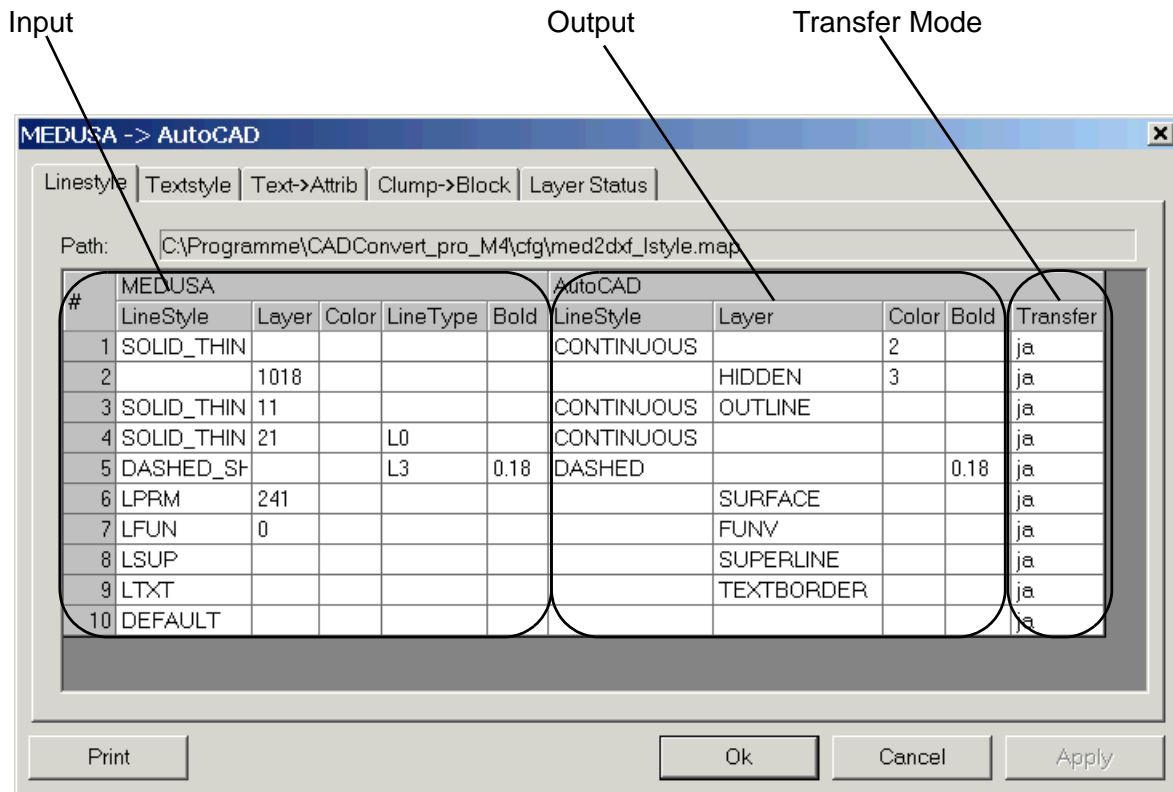 Input Output Transfer Mode
MEDUSA -> AutoCAD
Linestyle Textstyle Text->Attrib Clump->Block Layer Status
Path: C:\Programme\CADConvert_pro_M4\cfg\med2dxf_lstyle.map
# MEDUSA AutoCAD
LineStyle Layer Color LineType Bold LineStyle Layer Color Bold Transfer
1 SOLID_THIN CONTINUOUS 2 ja
2 1018 HIDDEN 3 ja
3 SOLID_THIN 11 CONTINUOUS OUTLINE ja
4 SOLID_THIN 21 L0 CONTINUOUS ja
5 DASHED_SH L3 0.18 DASHED 0.18 ja
6 LPRM 241 SURFACE ja
7 LFUN 0 FUNV ja
8 LSUP SUPERLINE ja
9 LTXT TEXTBORDER ja
10 DEFAULT ja
Print Ok Cancel Apply